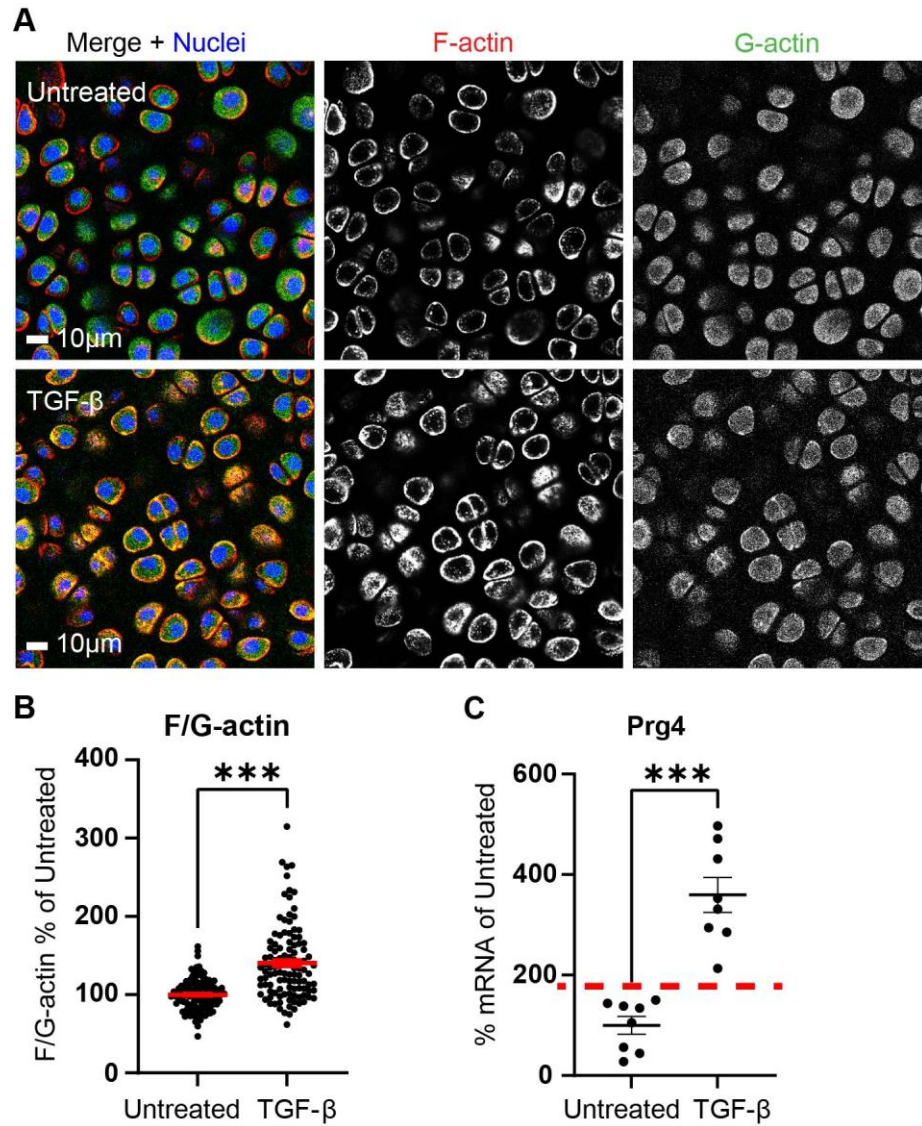 A
Merge + Nuclei
F-actin
G-actin
Untreated
10μm
TGF-β
10μm
B
F/G-actin
F/G-actin % of Untreated
400
300
200
100
0
***
Untreated
TGF-β
C
Prg4
% mRNA of Untreated
600
400
200
0
***
Untreated
TGF-β